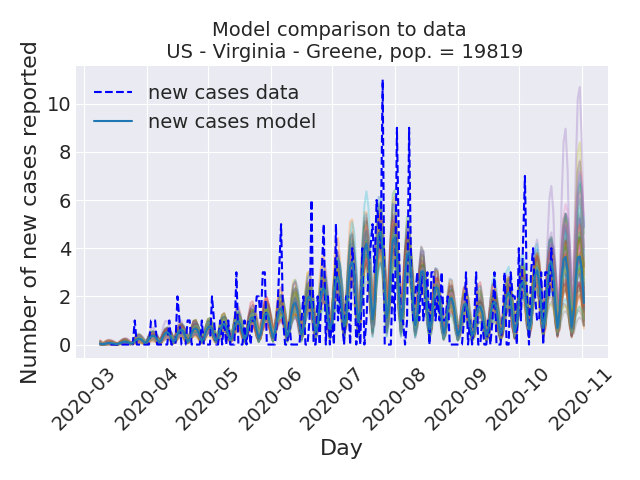 Model comparison to data
US - Virginia - Greene, pop. = 19819
Number of new cases reported
10
8
6
4
2
0
new cases data
new cases model
2020-03
2020-04
2020-05
2020-06
2020-07
2020-08
2020-09
2020-10
2020-11
Day